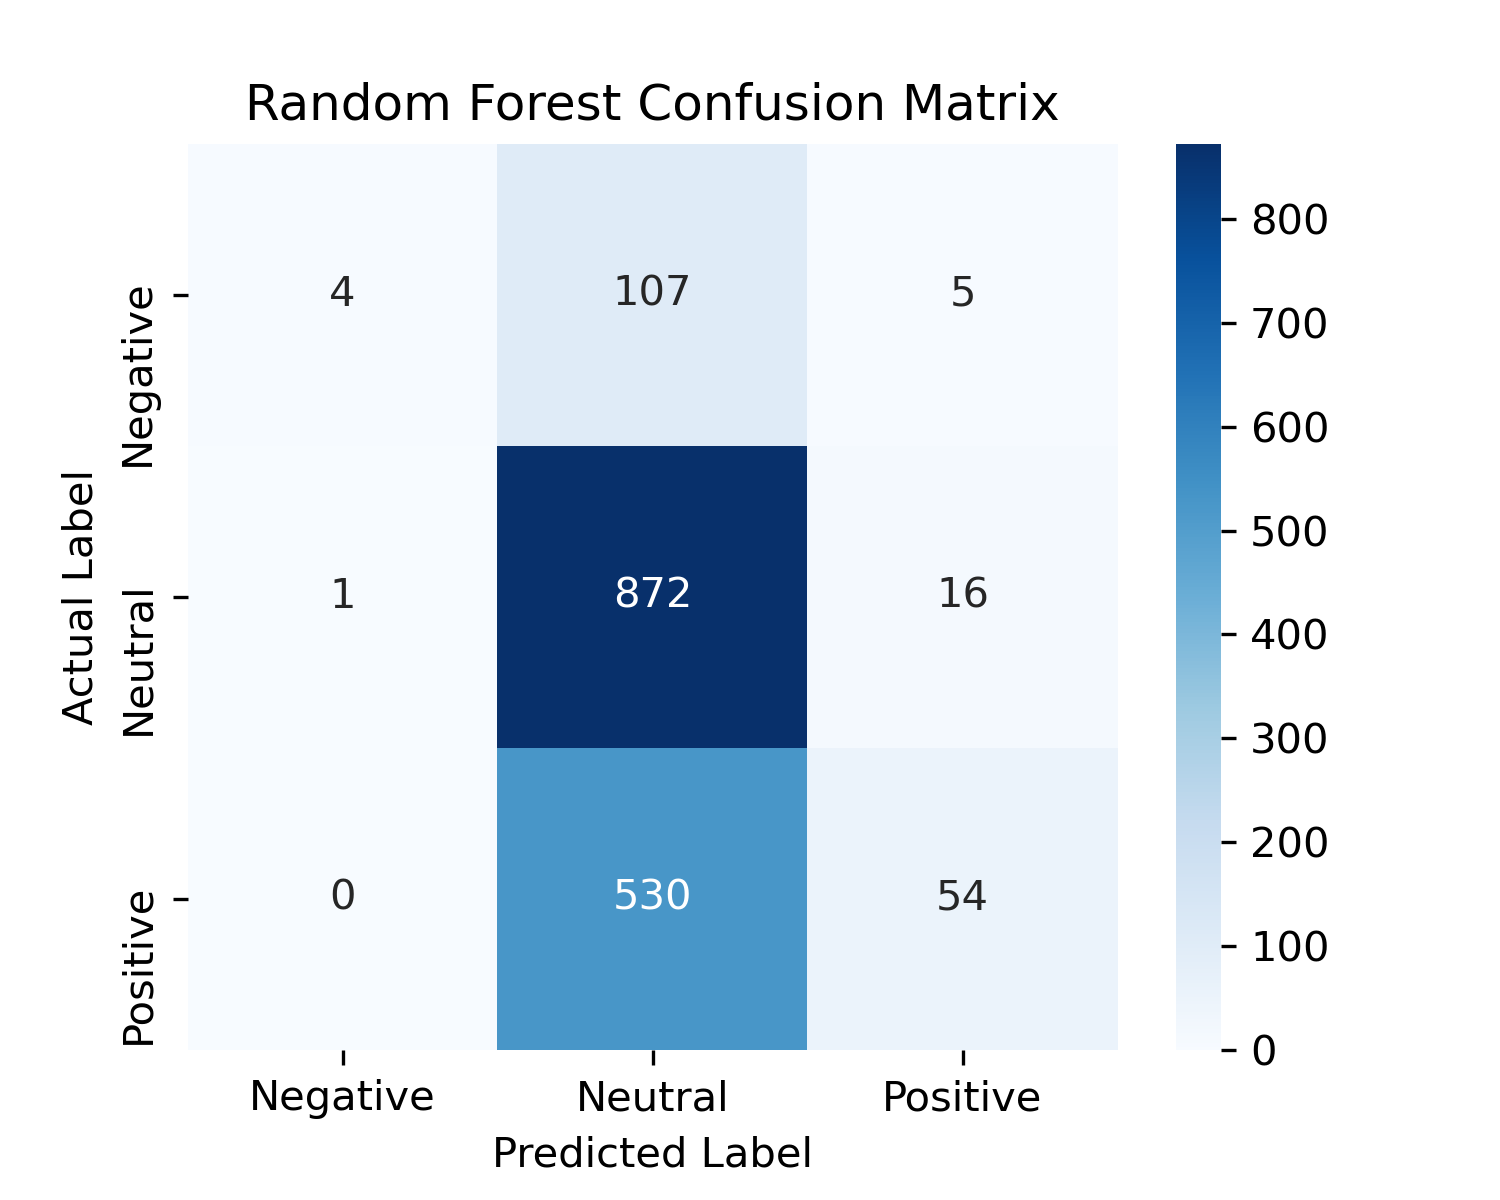 Random Forest Confusion Matrix
Actual Label
Negative
4 107 5
Neutral
1 872 16
Positive
0 530 54
Negative Neutral Positive
Predicted Label
800
700
600
500
400
300
200
100
0